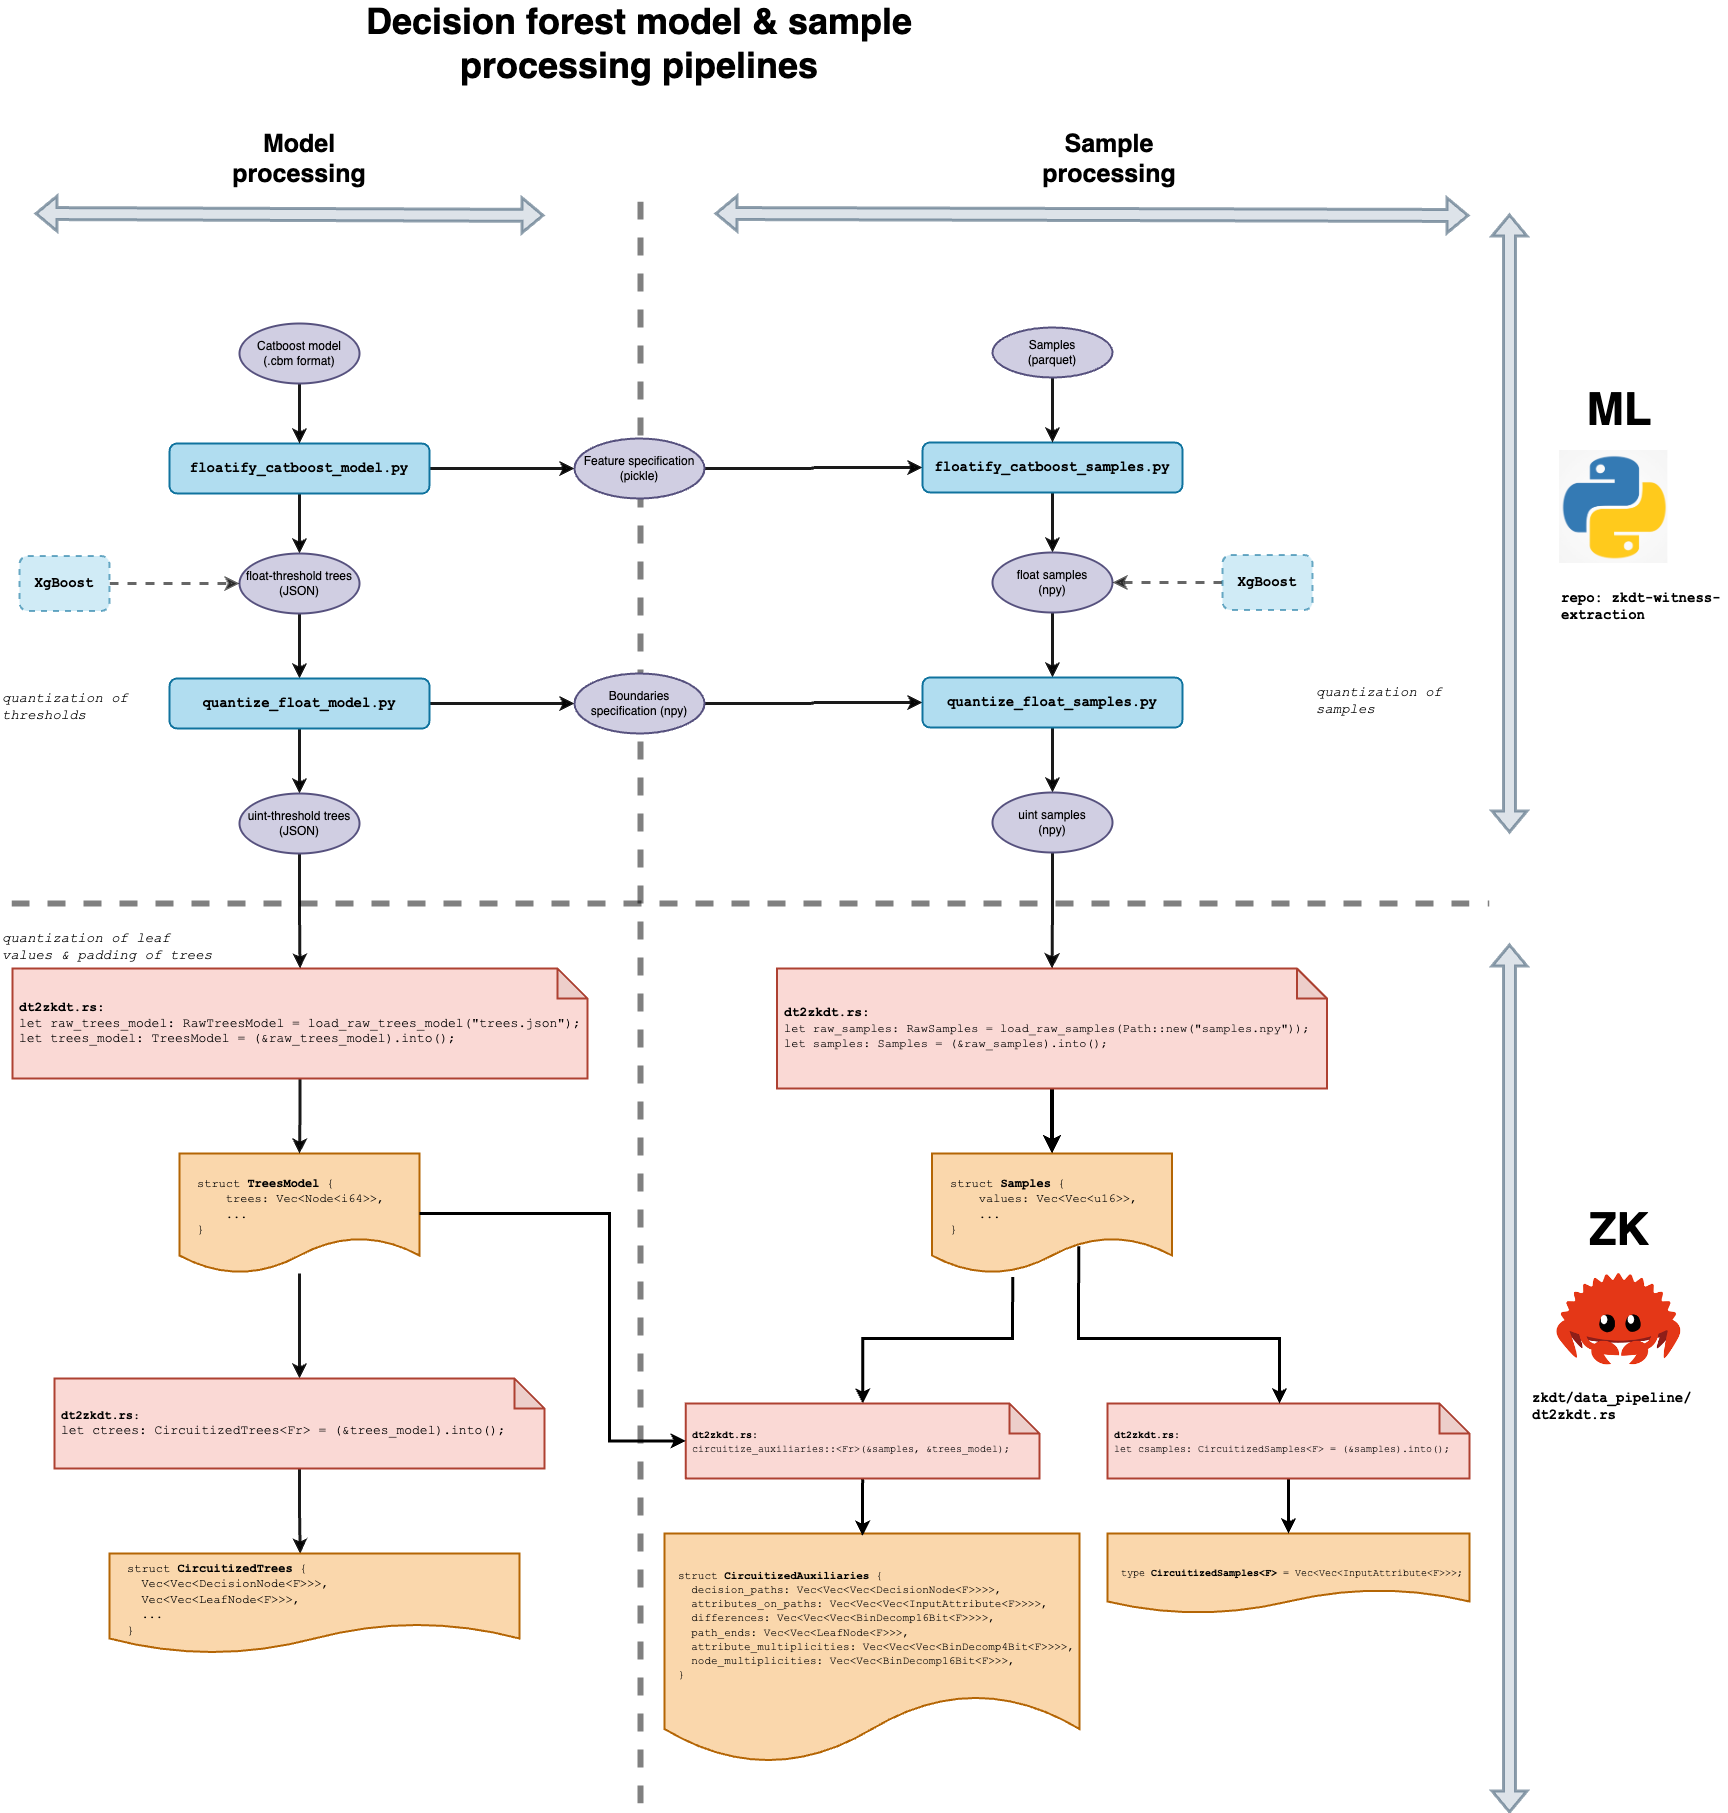 Decision forest model & sample
processing pipelines
Model
processing
Sample
processing
Catboost model
(.cbm format)
Samples
(parquet)
ML
floatify_catboost_model.py
Feature specification
(pickle)
floatify_catboost_samples.py
XgBoost
float-threshold trees
(JSON)
float samples
(npy)
XgBoost
repo: zkdt-witness-
extraction
quantization of
thresholds
quantize_float_model.py
Boundaries
specification (npy)
quantize_float_samples.py
quantization of
samples
uint-threshold trees
(JSON)
uint samples
(npy)
quantization of leaf
values & padding of trees
dt2zkdt.rs:
let raw_trees_model: RawTreesModel = load_raw_trees_model("trees.json");
let trees_model: TreesModel = (&raw_trees_model).into();
dt2zkdt.rs:
let raw_samples: RawSamples = load_raw_samples(Path::new("samples.npy"));
let samples: Samples = (&raw_samples).into();
struct TreesModel {
trees: Vec<Node<i64>>,
...
}
struct Samples {
values: Vec<Vec<u16>>,
...
}
ZK
zkdt/data_pipeline/
dt2zkdt.rs
dt2zkdt.rs:
let ctrees: CircuitizedTrees<Fr> = (&trees_model).into();
dt2zkdt.rs:
circuitize_auxiliaries::<Fr>(&samples, &trees_model);
dt2zkdt.rs:
let csamples: CircuitizedSamples<F> = (&samples).into();
struct CircuitizedTrees {
Vec<Vec<DecisionNode<F>>>,
Vec<Vec<LeafNode<F>>>,
...
}
struct CircuitizedAuxiliaries {
decision_paths: Vec<Vec<Vec<DecisionNode<F>>>>,
attributes_on_paths: Vec<Vec<Vec<InputAttribute<F>>>>,
differences: Vec<Vec<Vec<BinDecomp16Bit<F>>>>,
path_ends: Vec<Vec<LeafNode<F>>>,
attribute_multiplicities: Vec<Vec<Vec<BinDecomp4Bit<F>>>>,
node_multiplicities: Vec<Vec<BinDecomp16Bit<F>>>,
}
type CircuitizedSamples<F> = Vec<Vec<InputAttribute<F>>>;